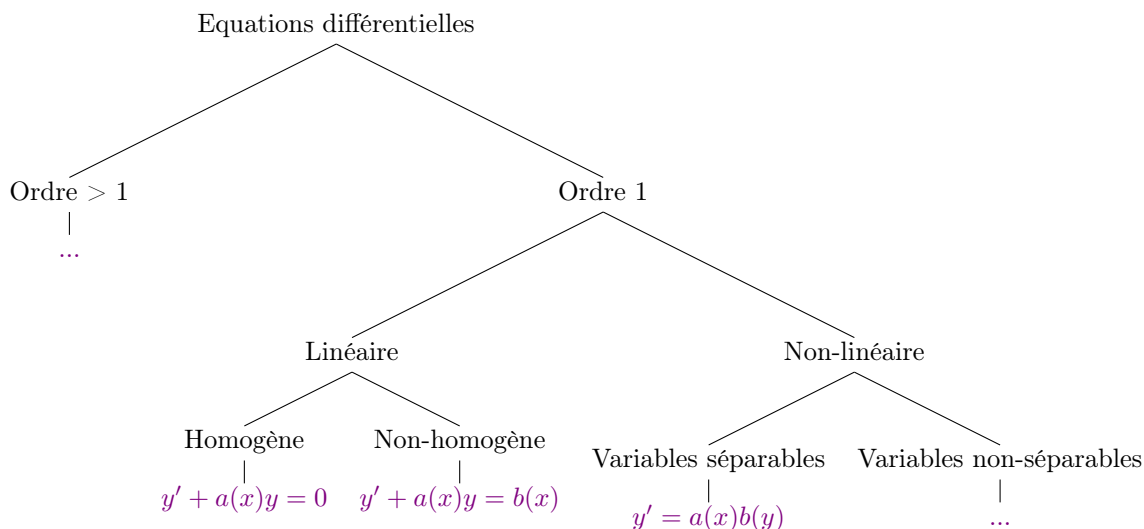 Equations différentielles
Ordre > 1
Ordre 1
...
Linéaire
Non-linéaire
Homogène
Non-homogène
Variables séparables
Variables non-séparables
y′ + a(x)y = 0
y′ + a(x)y = b(x)
y′ = a(x)b(y)
...